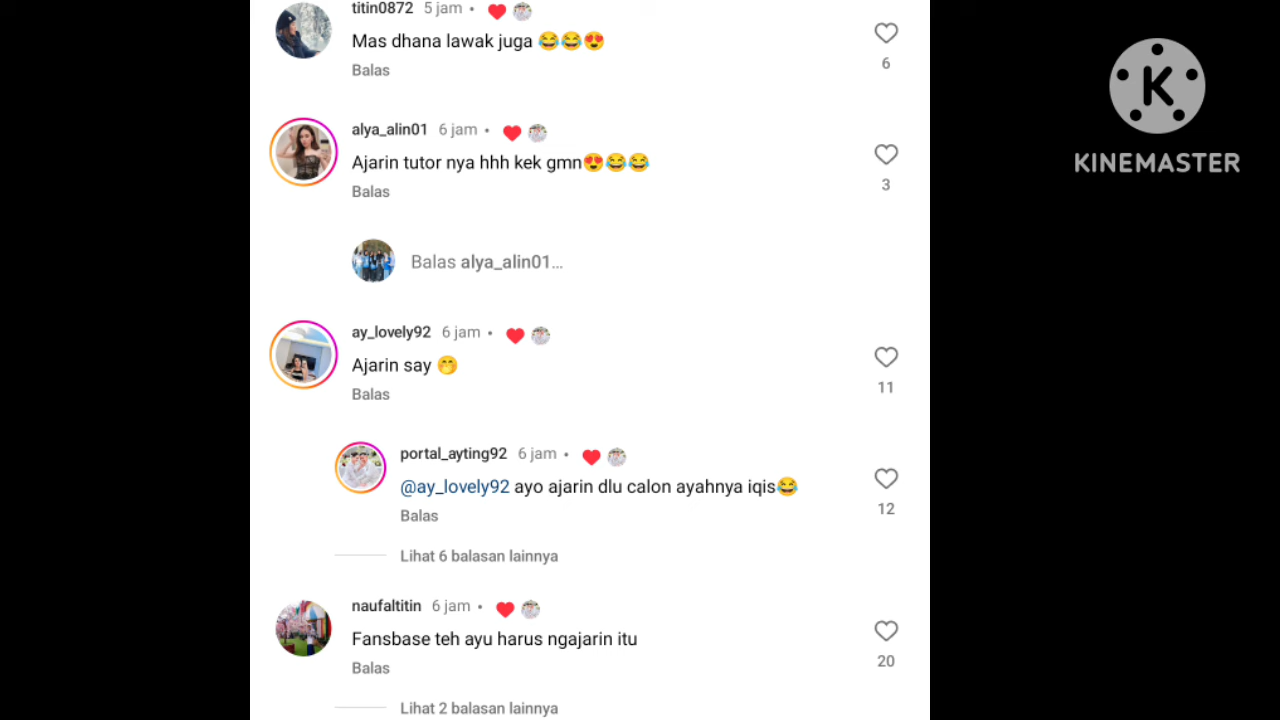 titin0872 5 jam •
Mas dhana lawak juga 😂😂😍
6
Balas
alya_alin01 6 jam •
Ajarin tutor nya hhh kek gmn😍😂😂
3
Balas
Balas alya_alin01...
ay_lovely92 6 jam •
Ajarin say 🤭
11
Balas
portal_ayting92 6 jam •
@ay_lovely92 ayo ajarin dlu calon ayahnya iqis😂
12
Balas
Lihat 6 balasan lainnya
naufaltitin 6 jam •
Fansbase teh ayu harus ngajarin itu
20
Balas
Lihat 2 balasan lainnya
K
KINEMASTER